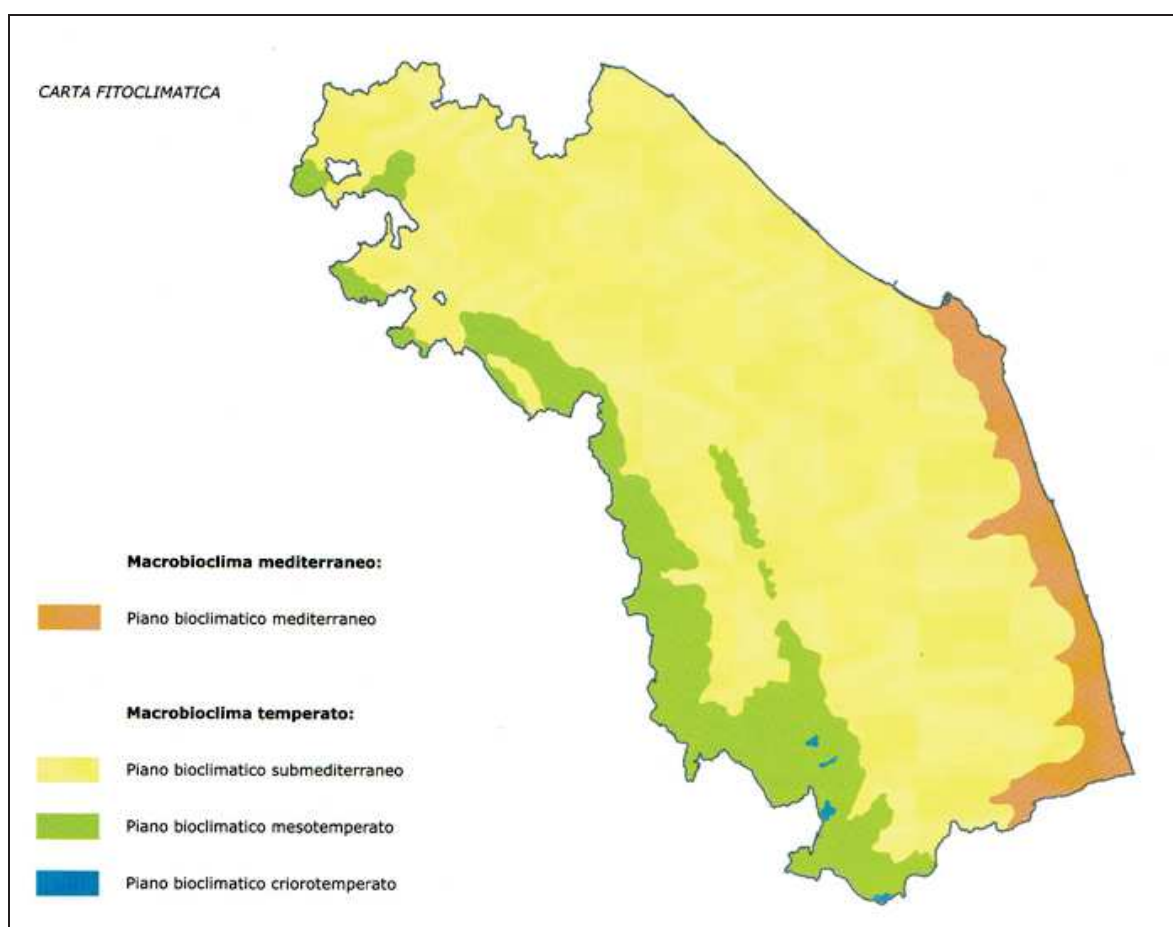 CARTA FITOCLIMATICA
Macrobioclima mediterraneo:
Piano bioclimatico mediterraneo
Macrobioclima temperato:
Piano bioclimatico submediterraneo
Piano bioclimatico mesotemperato
Piano bioclimatico criorotemperato